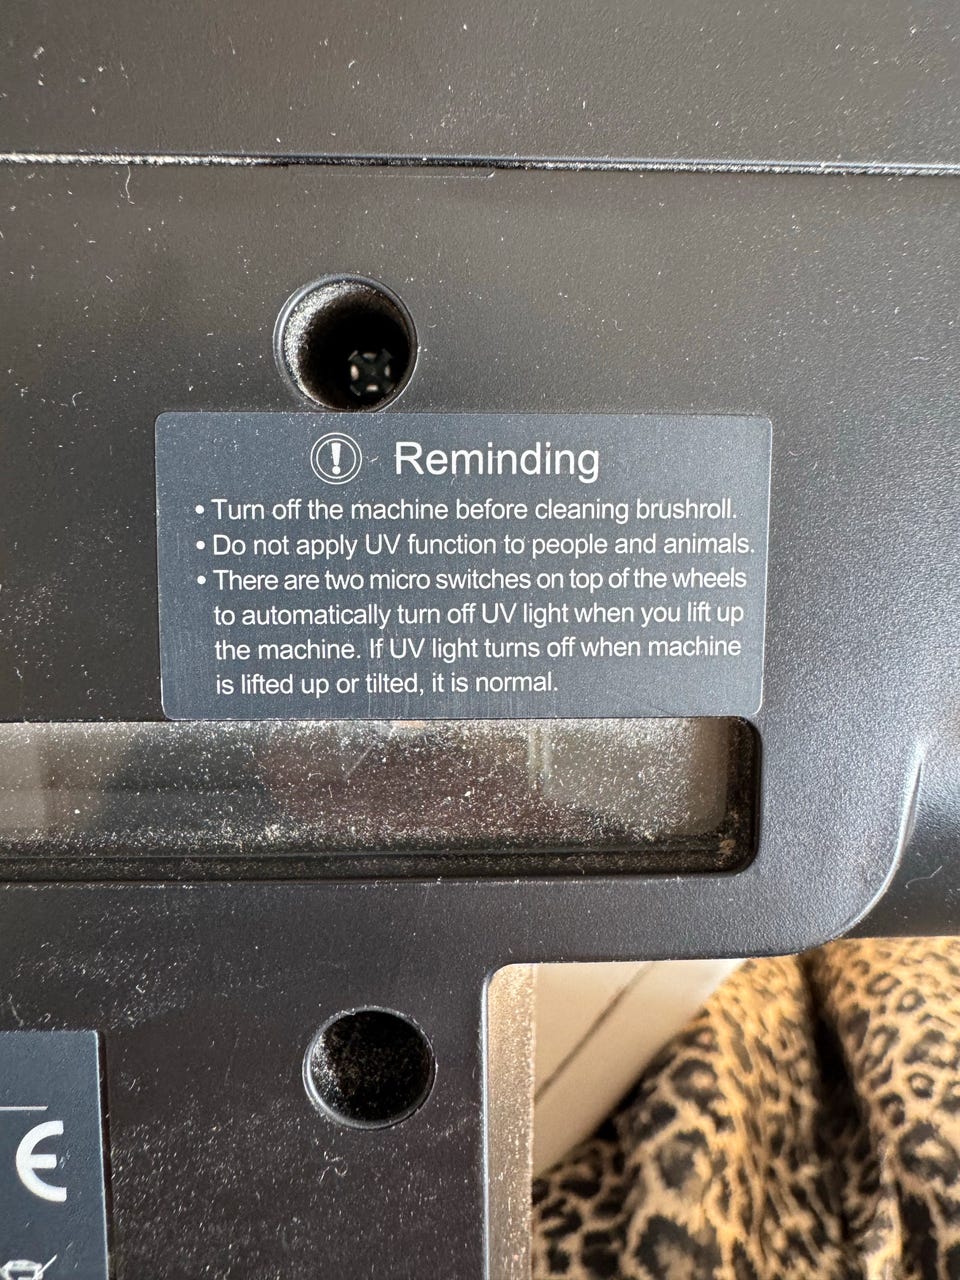 Reminding
• Turn off the machine before cleaning brushroll.
• Do not apply UV function to people and animals.
• There are two micro switches on top of the wheels
to automatically turn off UV light when you lift up
the machine. If UV light turns off when machine
is lifted up or tilted, it is normal.
CE